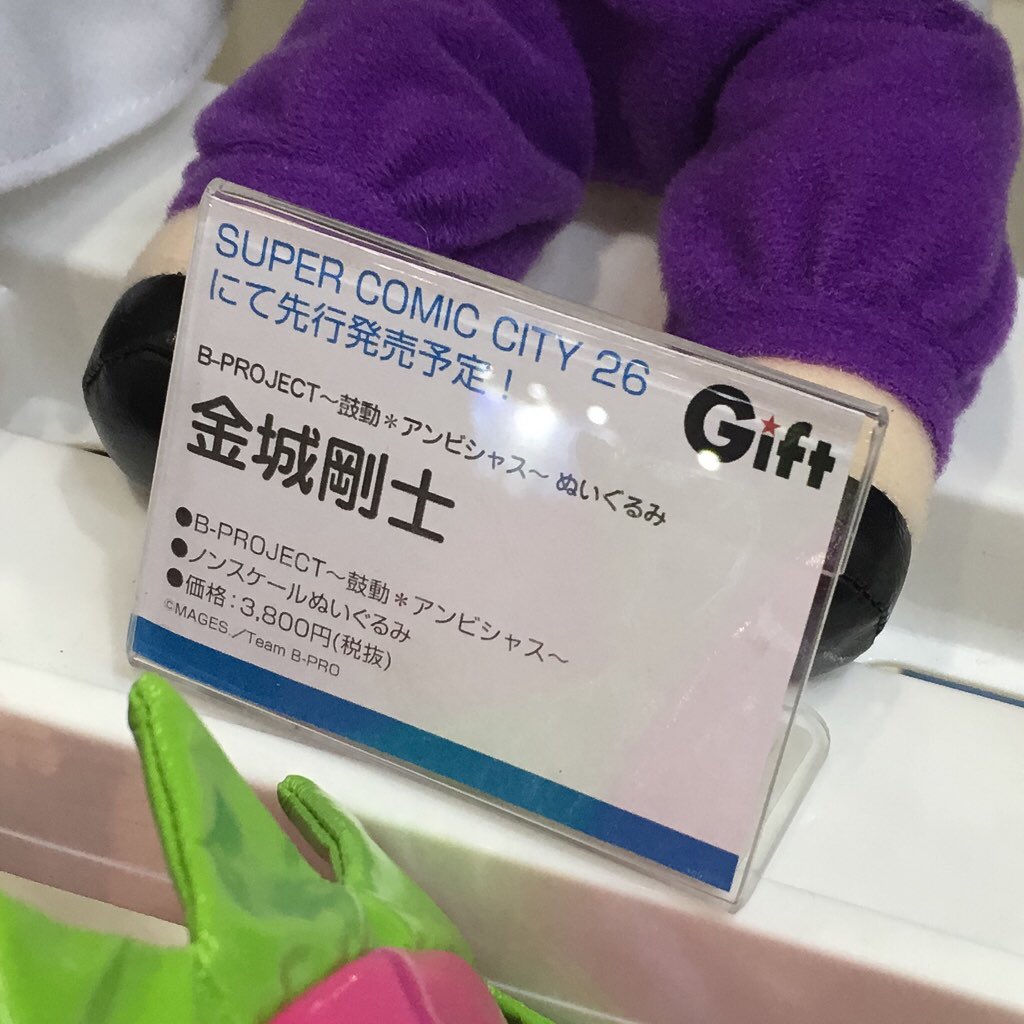 SUPER COMIC CITY 26
にて先行発売予定！
Gift
B-PROJECT～鼓動＊アンビシャス～ ぬいぐるみ
金城剛士
●B-PROJECT～鼓動＊アンビシャス～
●ノンスケールぬいぐるみ
●価格：3,800円(税抜)
©MAGES／Team B-PRO